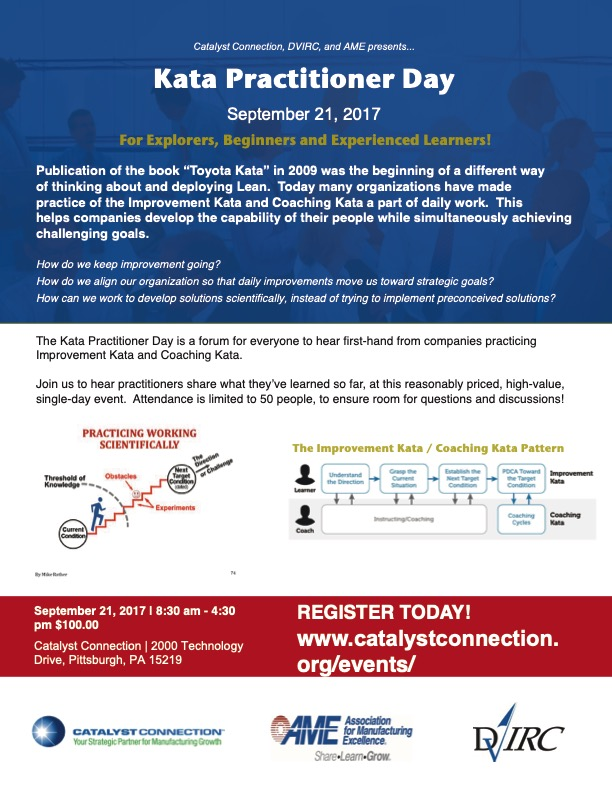 Catalyst Connection, DVIRC, and AME presents...
Kata Practitioner Day
September 21, 2017
For Explorers, Beginners and Experienced Learners!
Publication of the book “Toyota Kata” in 2009 was the beginning of a different way
of thinking about and deploying Lean.  Today many organizations have made
practice of the Improvement Kata and Coaching Kata a part of daily work.  This
helps companies develop the capability of their people while simultaneously achieving
challenging goals.
How do we keep improvement going?
How do we align our organization so that daily improvements move us toward strategic goals?
How can we work to develop solutions scientifically, instead of trying to implement preconceived solutions?
The Kata Practitioner Day is a forum for everyone to hear first-hand from companies practicing
Improvement Kata and Coaching Kata.
Join us to hear practitioners share what they’ve learned so far, at this reasonably priced, high-value,
single-day event.  Attendance is limited to 50 people, to ensure room for questions and discussions!
PRACTICING WORKING
SCIENTIFICALLY
The
Direction
or Challenge
Next
Target
Condition
Obstacles
Threshold of
Knowledge
Experiments
Current
Condition
By Mike Rother
74
The Improvement Kata / Coaching Kata Pattern
Learner
Understand
the Direction
Grasp the
Current
Situation
Establish the
Next Target
Condition
PDCA Toward
the Target
Condition
Improvement
Kata
Coach
Instructing/Coaching
Coaching
Cycles
Coaching
Kata
September 21, 2017 | 8:30 am - 4:30
pm $100.00
Catalyst Connection | 2000 Technology
Drive, Pittsburgh, PA 15219
REGISTER TODAY!
www.catalystconnection.
org/events/
CATALYST CONNECTION™
Your Strategic Partner for Manufacturing Growth
AME
Association
for Manufacturing
Excellence.
Share•Learn•Grow.
DVIRC